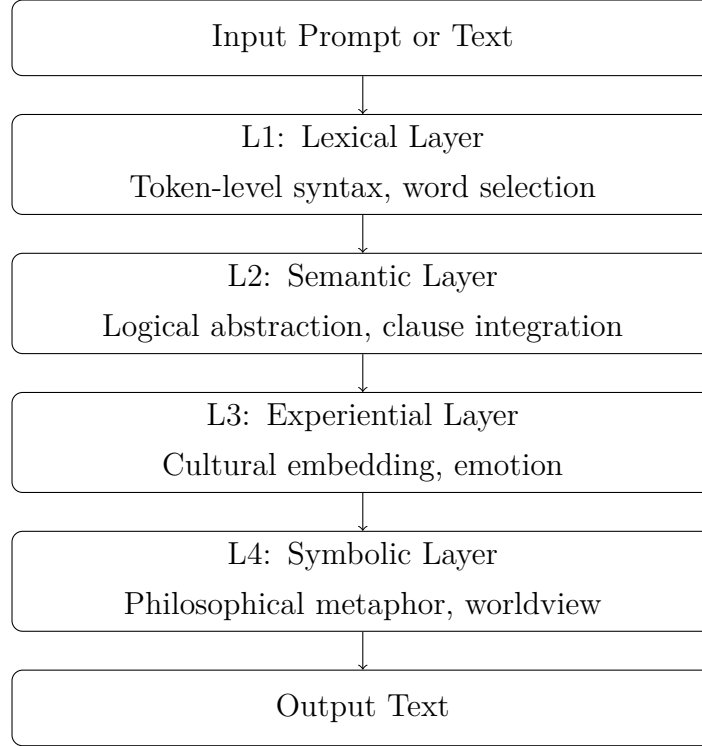 Input Prompt or Text
L1: Lexical Layer
Token-level syntax, word selection
L2: Semantic Layer
Logical abstraction, clause integration
L3: Experiential Layer
Cultural embedding, emotion
L4: Symbolic Layer
Philosophical metaphor, worldview
Output Text